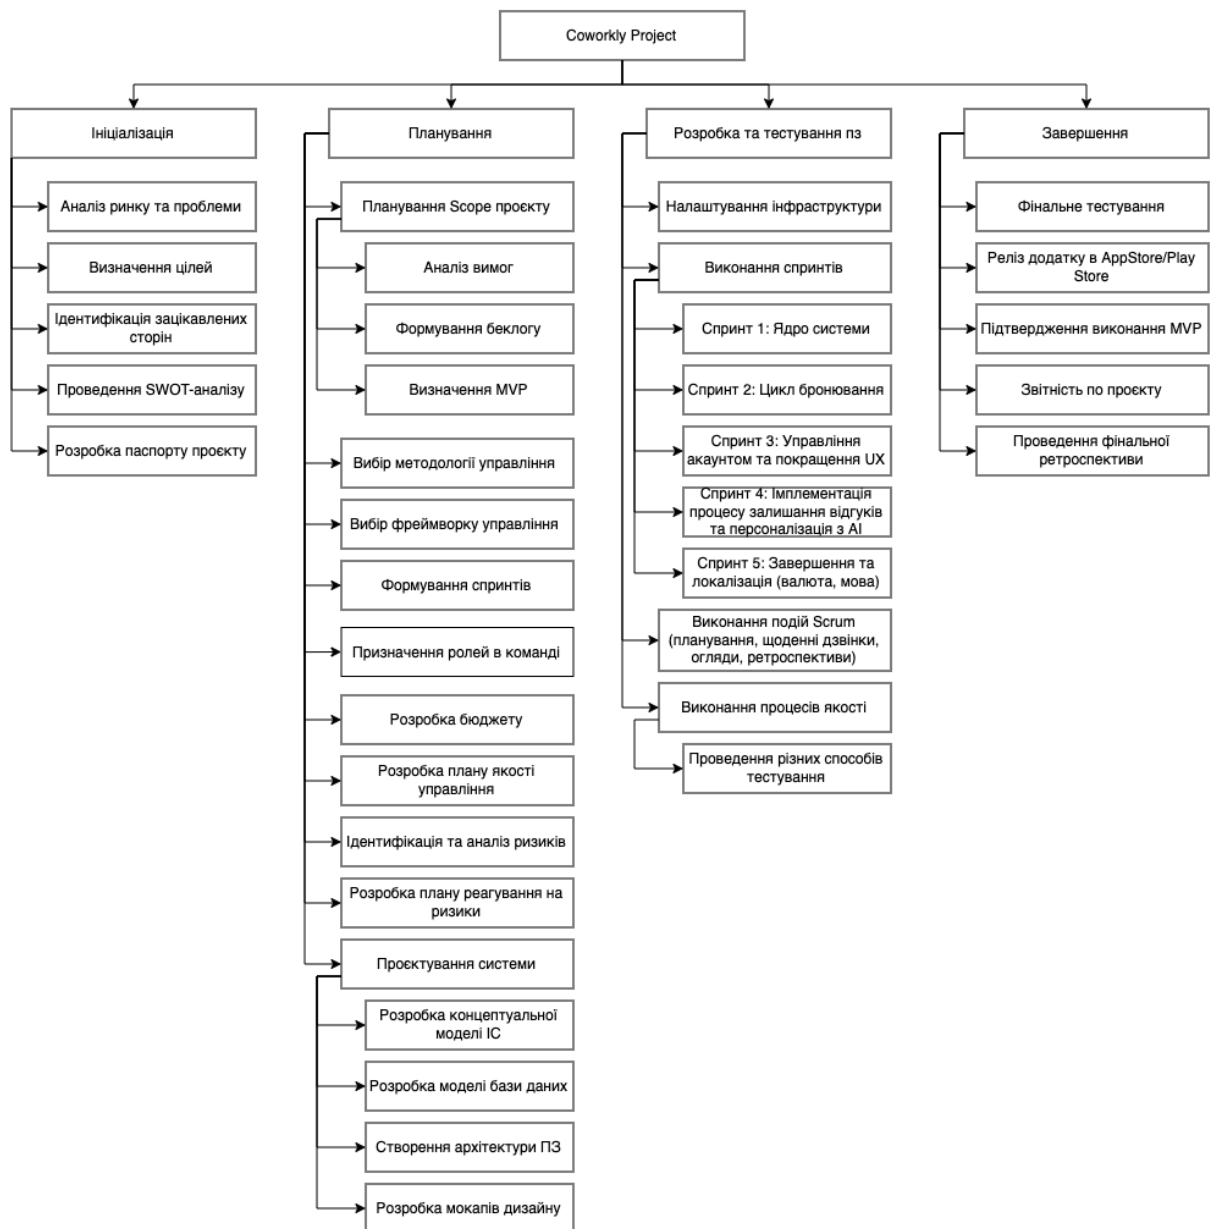 Coworkly Project
Ініціалізація
Аналіз ринку та проблеми
Визначення цілей
Ідентифікація зацікавлених
сторін
Проведення SWOT-аналізу
Розробка паспорту проєкту
Планування
Планування Scope проєкту
Аналіз вимог
Формування беклогу
Визначення MVP
Вибір методології управління
Вибір фреймворку управління
Формування спринтів
Призначення ролей в команді
Розробка бюджету
Розробка плану якості
управління
Ідентифікація та аналіз ризиків
Розробка плану реагування на
ризики
Проєктування системи
Розробка концептуальної
моделі ІС
Розробка моделі бази даних
Створення архітектури ПЗ
Розробка мокапів дизайну
Розробка та тестування пз
Налаштування інфраструктури
Виконання спринтів
Спринт 1: Ядро системи
Спринт 2: Цикл бронювання
Спринт 3: Управління
акаунтом та покращення UX
Спринт 4: Імплементація
процесу залишання відгуків
та персоналізація з AI
Спринт 5: Завершення та
локалізація (валюта, мова)
Виконання подій Scrum
(планування, щоденні дзвінки,
огляди, ретроспективи)
Виконання процесів якості
Проведення різних способів
тестування
Завершення
Фінальне тестування
Реліз додатку в AppStore/Play
Store
Підтвердження виконання MVP
Звітність по проєкту
Проведення фінальної
ретроспективи